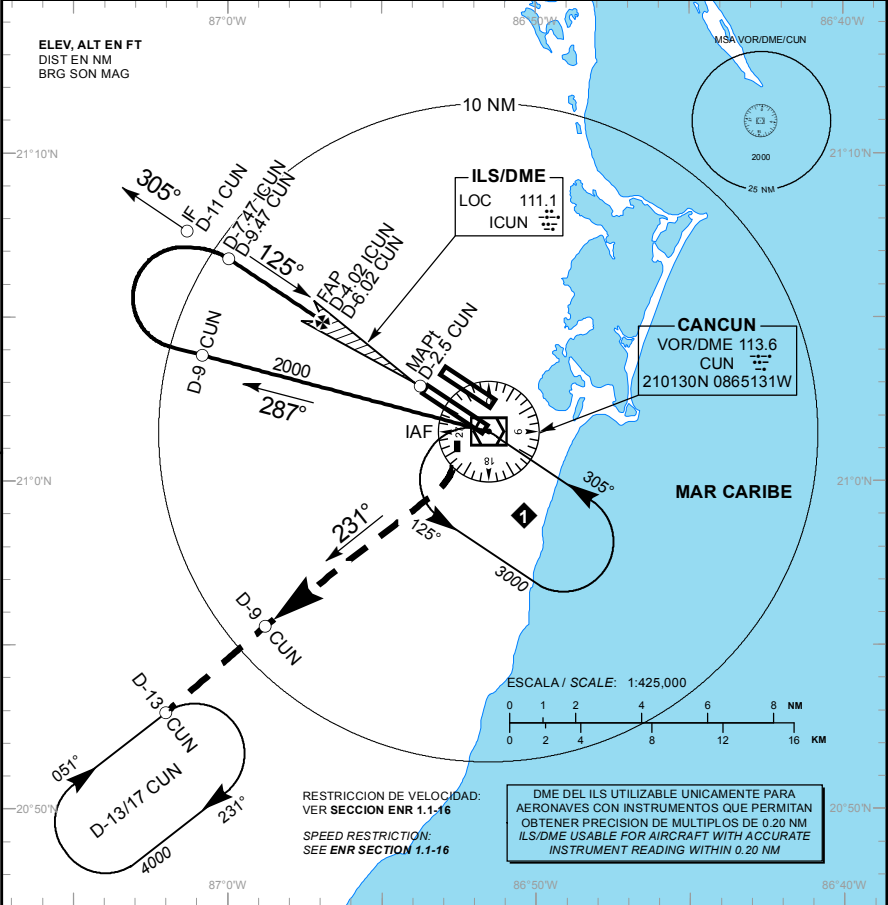 87°0'W
86°50'W
86°40'W
ELEV, ALT EN FT
DIST EN NM
BRG SON MAG
MSA VOR/DME/CUN
2000
25 NM
10 NM
21°10'N
21°10'N
305°
IF
D-11 CUN
D-7.47 ICUN
D-9.47 CUN
125°
FAP
D-4.02 ICUN
D-6.02 CUN
ILS/DME
LOC 111.1
ICUN
MAPt
D-2.5 CUN
CANCUN
VOR/DME 113.6
CUN
210130N 0865131W
D-9 CUN
2000
287°
IAF
0
9
18
27
21°0'N
21°0'N
MAR CARIBE
305°
125°
3000
1
231°
D-9 CUN
D-13 CUN
051°
D-13/17 CUN
231°
4000
ESCALA / SCALE: 1:425,000
0 1 2 4 6 8 NM
0 2 4 8 12 16 KM
20°50'N
20°50'N
RESTRICCION DE VELOCIDAD:
VER SECCION ENR 1.1-16
SPEED RESTRICTION:
SEE ENR SECTION 1.1-16
DME DEL ILS UTILIZABLE UNICAMENTE PARA
AERONAVES CON INSTRUMENTOS QUE PERMITAN
OBTENER PRECISION DE MULTIPLOS DE 0.20 NM
ILS/DME USABLE FOR AIRCRAFT WITH ACCURATE
INSTRUMENT READING WITHIN 0.20 NM
87°0'W
86°50'W
86°40'W